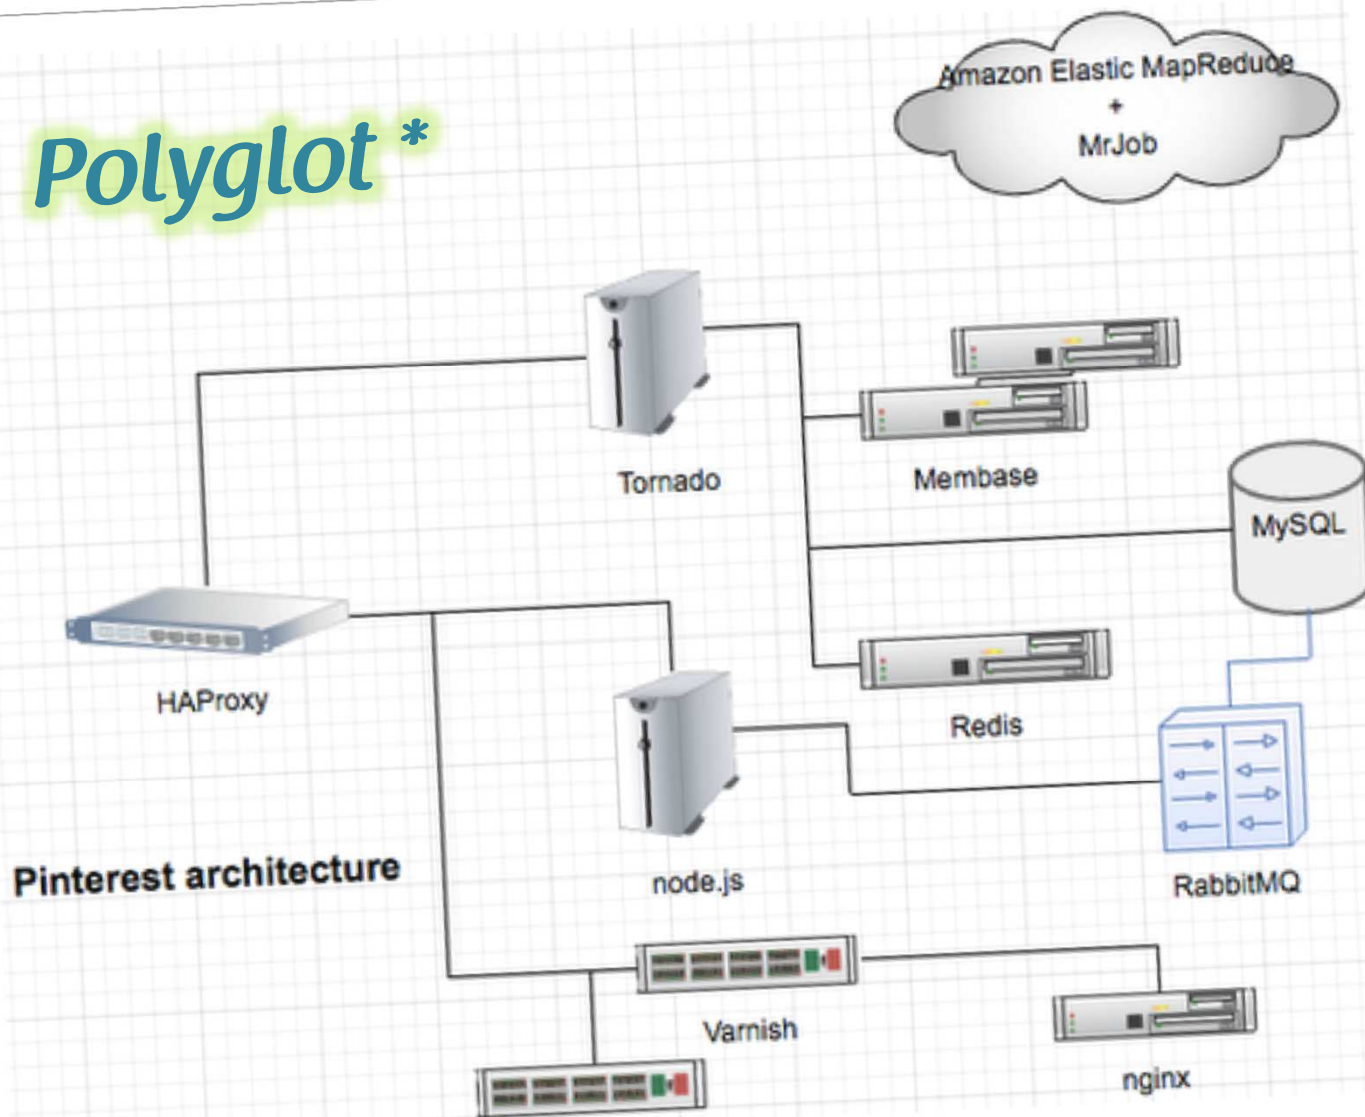 Polyglot *
Amazon Elastic MapReduce
+
MrJob
Tornado
Membase
MySQL
HAProxy
Redis
node.js
RabbitMQ
Pinterest architecture
Varnish
nginx